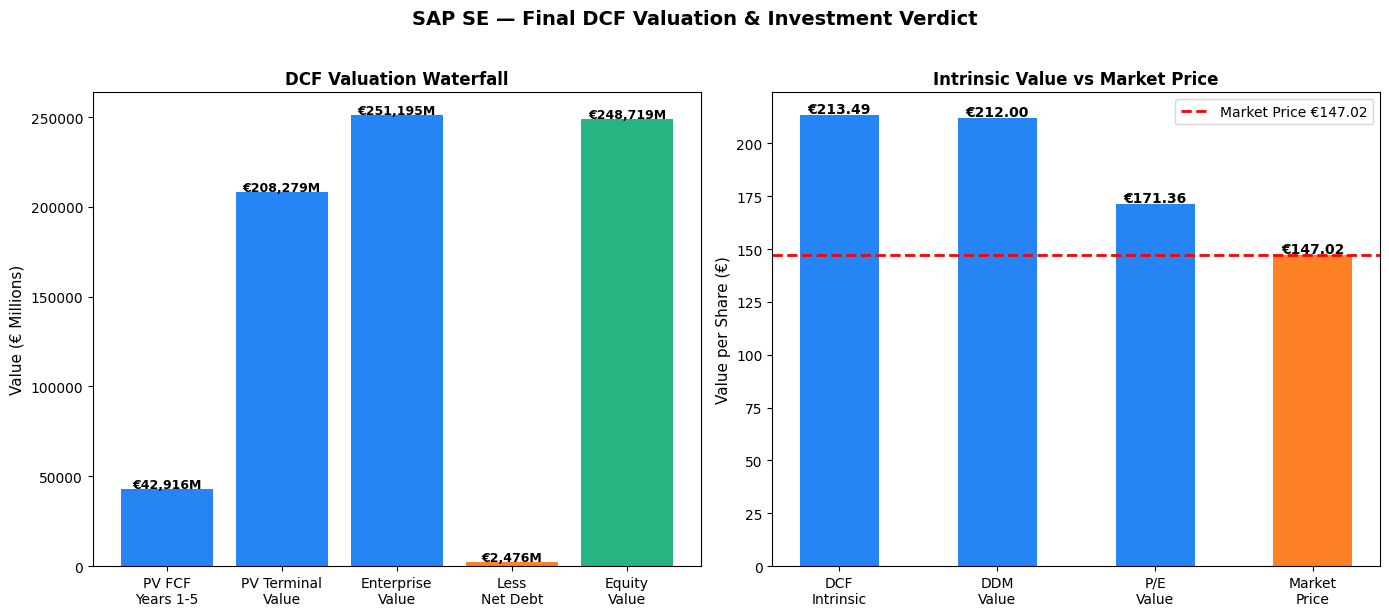 SAP SE — Final DCF Valuation & Investment Verdict
DCF Valuation Waterfall
Value (€ Millions)
250000
200000
150000
100000
50000
0
€42,916M
€208,279M
€251,195M
€2,476M
€248,719M
PV FCF
Years 1-5
PV Terminal
Value
Enterprise
Value
Less
Net Debt
Equity
Value
Intrinsic Value vs Market Price
Market Price €147.02
Value per Share (€)
200
175
150
125
100
75
50
25
0
€213.49
€212.00
€171.36
€147.02
DCF
Intrinsic
DDM
Value
P/E
Value
Market
Price